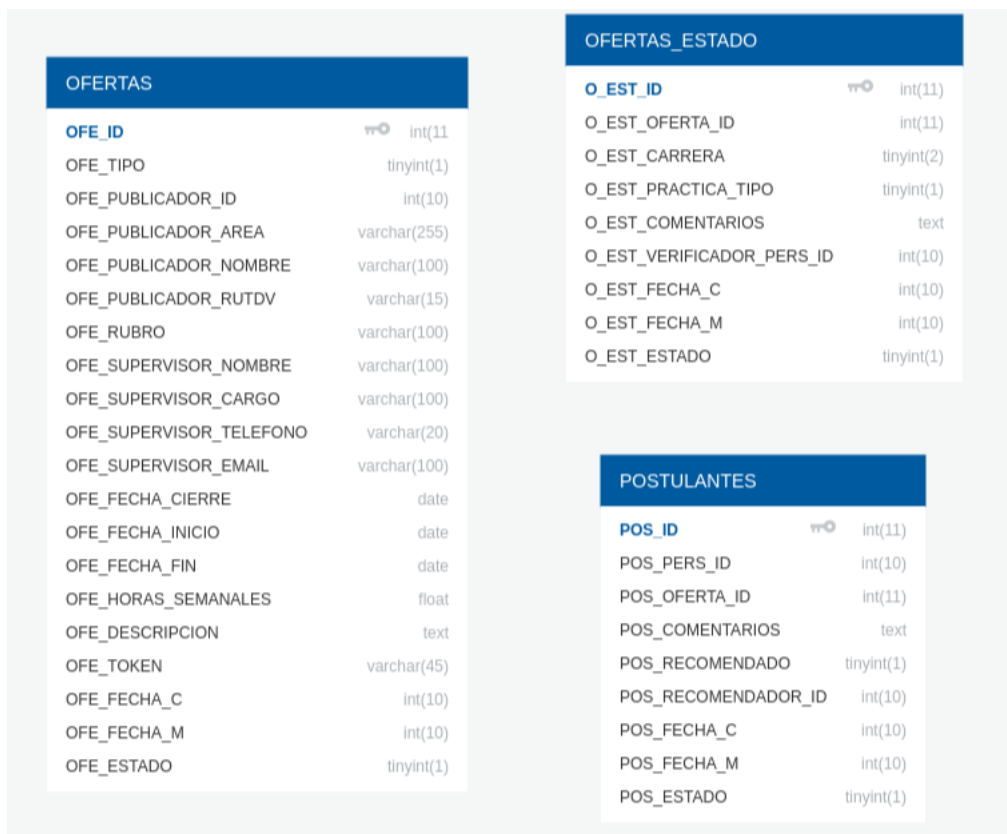 OFERTAS
OFE_ID int(11
OFE_TIPO tinyint(1)
OFE_PUBLICADOR_ID int(10)
OFE_PUBLICADOR_AREA varchar(255)
OFE_PUBLICADOR_NOMBRE varchar(100)
OFE_PUBLICADOR_RUTDV varchar(15)
OFE_RUBRO varchar(100)
OFE_SUPERVISOR_NOMBRE varchar(100)
OFE_SUPERVISOR_CARGO varchar(100)
OFE_SUPERVISOR_TELEFONO varchar(20)
OFE_SUPERVISOR_EMAIL varchar(100)
OFE_FECHA_CIERRE date
OFE_FECHA_INICIO date
OFE_FECHA_FIN date
OFE_HORAS_SEMANALES float
OFE_DESCRIPCION text
OFE_TOKEN varchar(45)
OFE_FECHA_C int(10)
OFE_FECHA_M int(10)
OFE_ESTADO tinyint(1)
OFERTAS_ESTADO
O_EST_ID int(11)
O_EST_OFERTA_ID int(11)
O_EST_CARRERA tinyint(2)
O_EST_PRACTICA_TIPO tinyint(1)
O_EST_COMENTARIOS text
O_EST_VERIFICADOR_PERS_ID int(10)
O_EST_FECHA_C int(10)
O_EST_FECHA_M int(10)
O_EST_ESTADO tinyint(1)
POSTULANTES
POS_ID int(11)
POS_PERS_ID int(10)
POS_OFERTA_ID int(11)
POS_COMENTARIOS text
POS_RECOMENDADO tinyint(1)
POS_RECOMENDADOR_ID int(10)
POS_FECHA_C int(10)
POS_FECHA_M int(10)
POS_ESTADO tinyint(1)